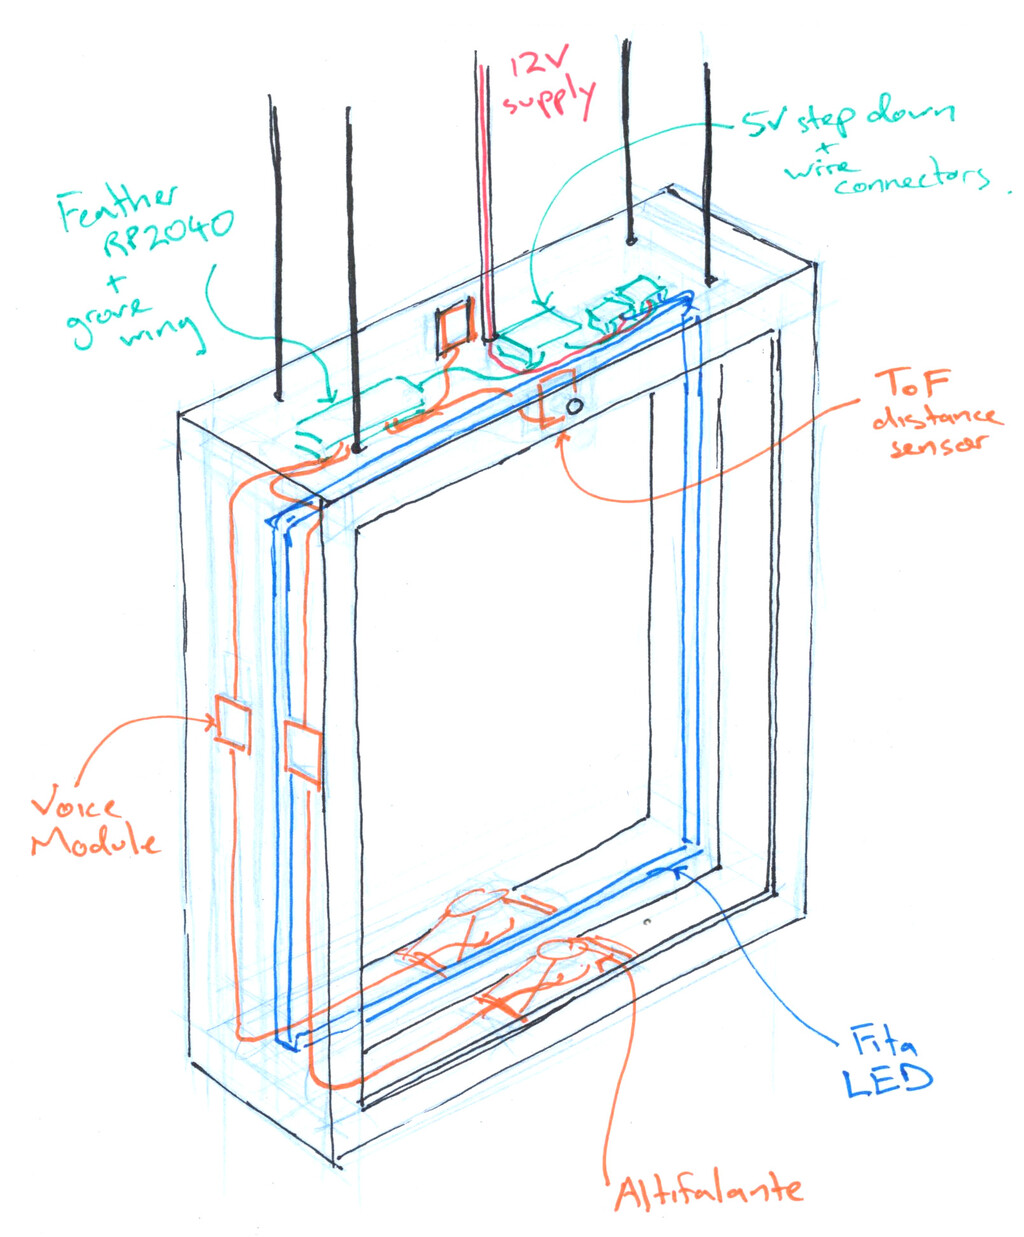 12V
supply
5V step down
+
wire
connectors.
Feather
RP2040
+
grove
wing
ToF
distance
sensor
Voice
Module
Fita
LED
Altifalante